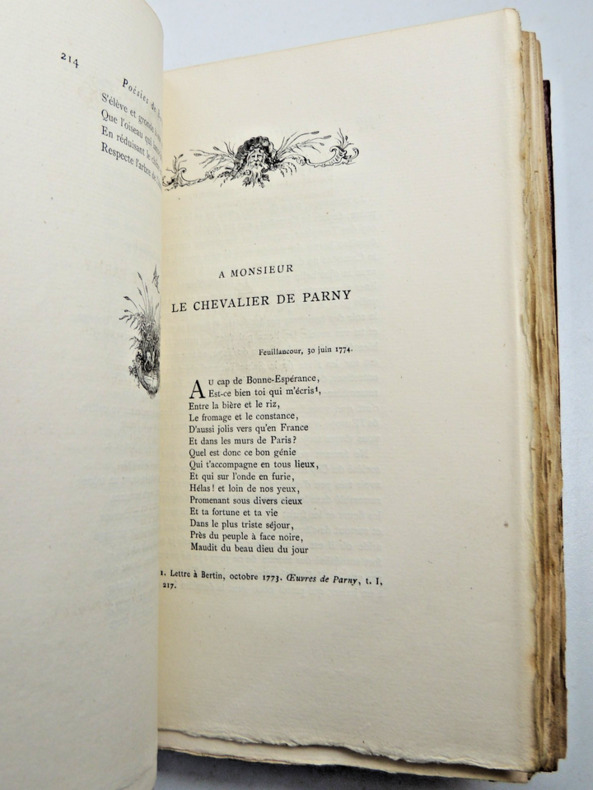 214
Poésies de
S'élève et gronde
Que l'oiseau qui
En réduisant le
Respecte l'arbre
A MONSIEUR
LE CHEVALIER DE PARNY
Feuillancour, 30 juin 1774.
AU cap de Bonne-Espérance,
Est-ce bien toi qui m'écris¹,
Entre la bière et le riz,
Le fromage et le constance,
D'aussi jolis vers qu'en France
Et dans les murs de Paris?
Quel est donc ce bon génie
Qui t'accompagne en tous lieux,
Et qui sur l'onde en furie,
Hélas! et loin de nos yeux,
Promenant sous divers cieux
Et ta fortune et ta vie
Dans le plus triste séjour,
Près du peuple à face noire,
Maudit du beau dieu du jour
1. Lettre à Bertin, octobre 1773. Œuvres de Parny, t. I,
217.